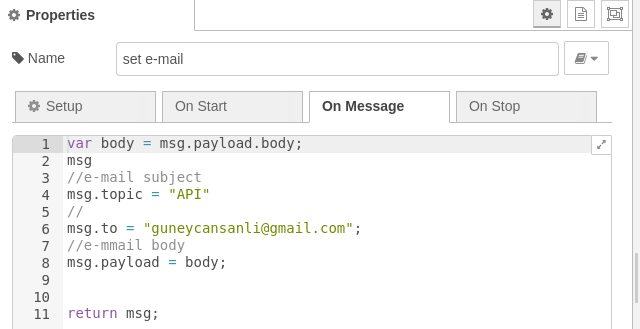 Properties
Name
set e-mail
Setup
On Start
On Message
On Stop
1 var body = msg.payload.body;
2 msg
3 //e-mail subject
4 msg.topic = "API"
5 //
6 msg.to = "guneycansanli@gmail.com";
7 //e-mmail body
8 msg.payload = body;
9
10
11 return msg;